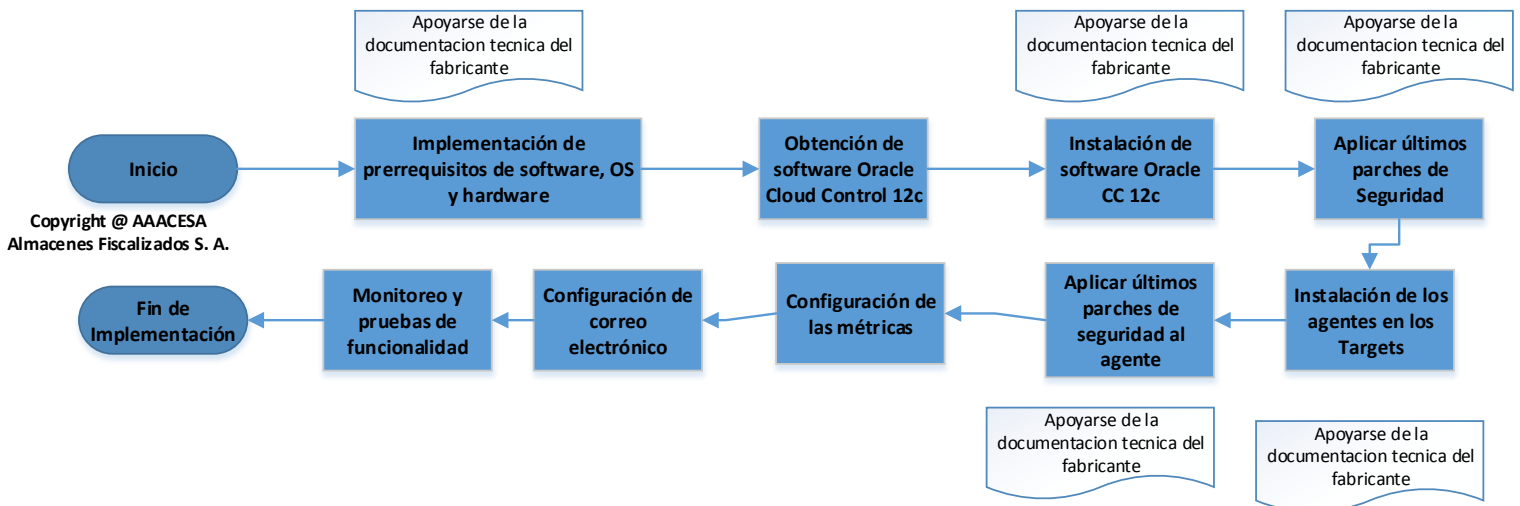 Apoyarse de la
documentacion tecnica del
fabricante
Apoyarse de la
documentacion tecnica del
fabricante
Apoyarse de la
documentacion tecnica del
fabricante
Inicio
Implementación de
prerrequisitos de software, OS
y hardware
Obtención de
software Oracle
Cloud Control 12c
Instalación de
software Oracle
CC 12c
Aplicar últimos
parches de
Seguridad
Copyright @ AAACESA
Almacenes Fiscalizados S. A.
Instalación de los
agentes en los
Targets
Aplicar últimos
parches de
seguridad al
agente
Configuración de
las métricas
Configuración de
correo
electrónico
Monitoreo y
pruebas de
funcionalidad
Fin de
Implementación
Apoyarse de la
documentacion tecnica del
fabricante
Apoyarse de la
documentacion tecnica del
fabricante